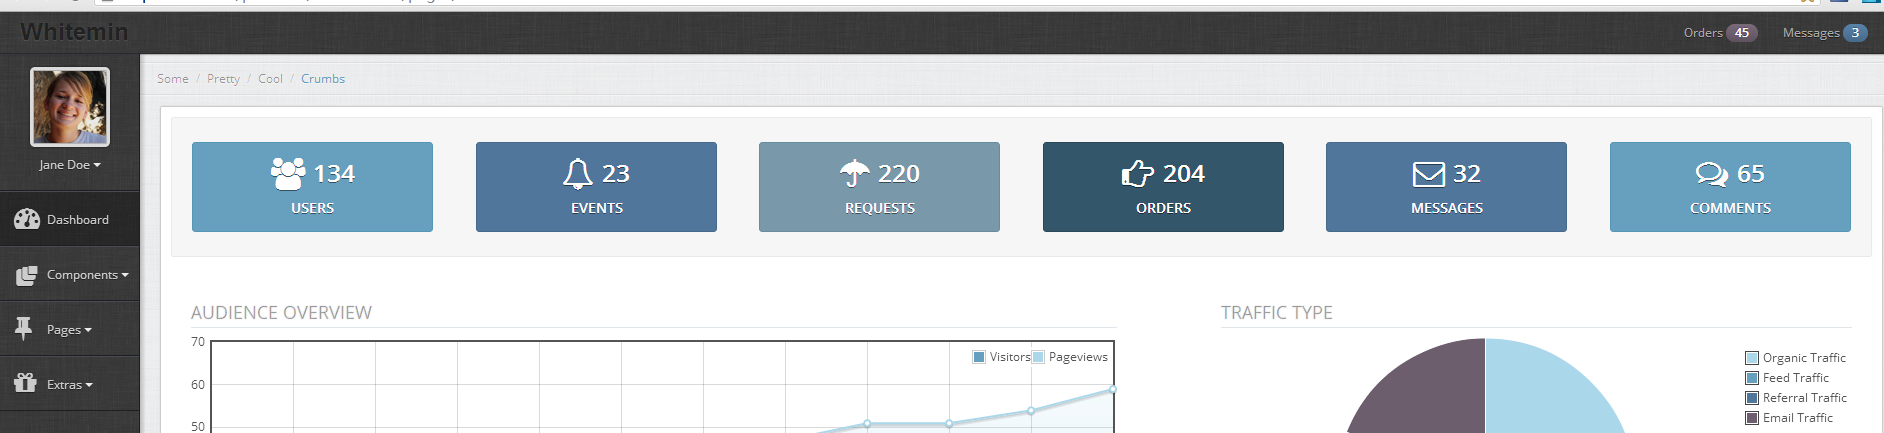 Whitemin
Orders 45 Messages 3
Some / Pretty / Cool / Crumbs
Jane Doe
Dashboard
Components
Pages
Extras
134
USERS
23
EVENTS
220
REQUESTS
204
ORDERS
32
MESSAGES
65
COMMENTS
AUDIENCE OVERVIEW
70
60
50
Visitors Pageviews
TRAFFIC TYPE
Organic Traffic
Feed Traffic
Referral Traffic
Email Traffic